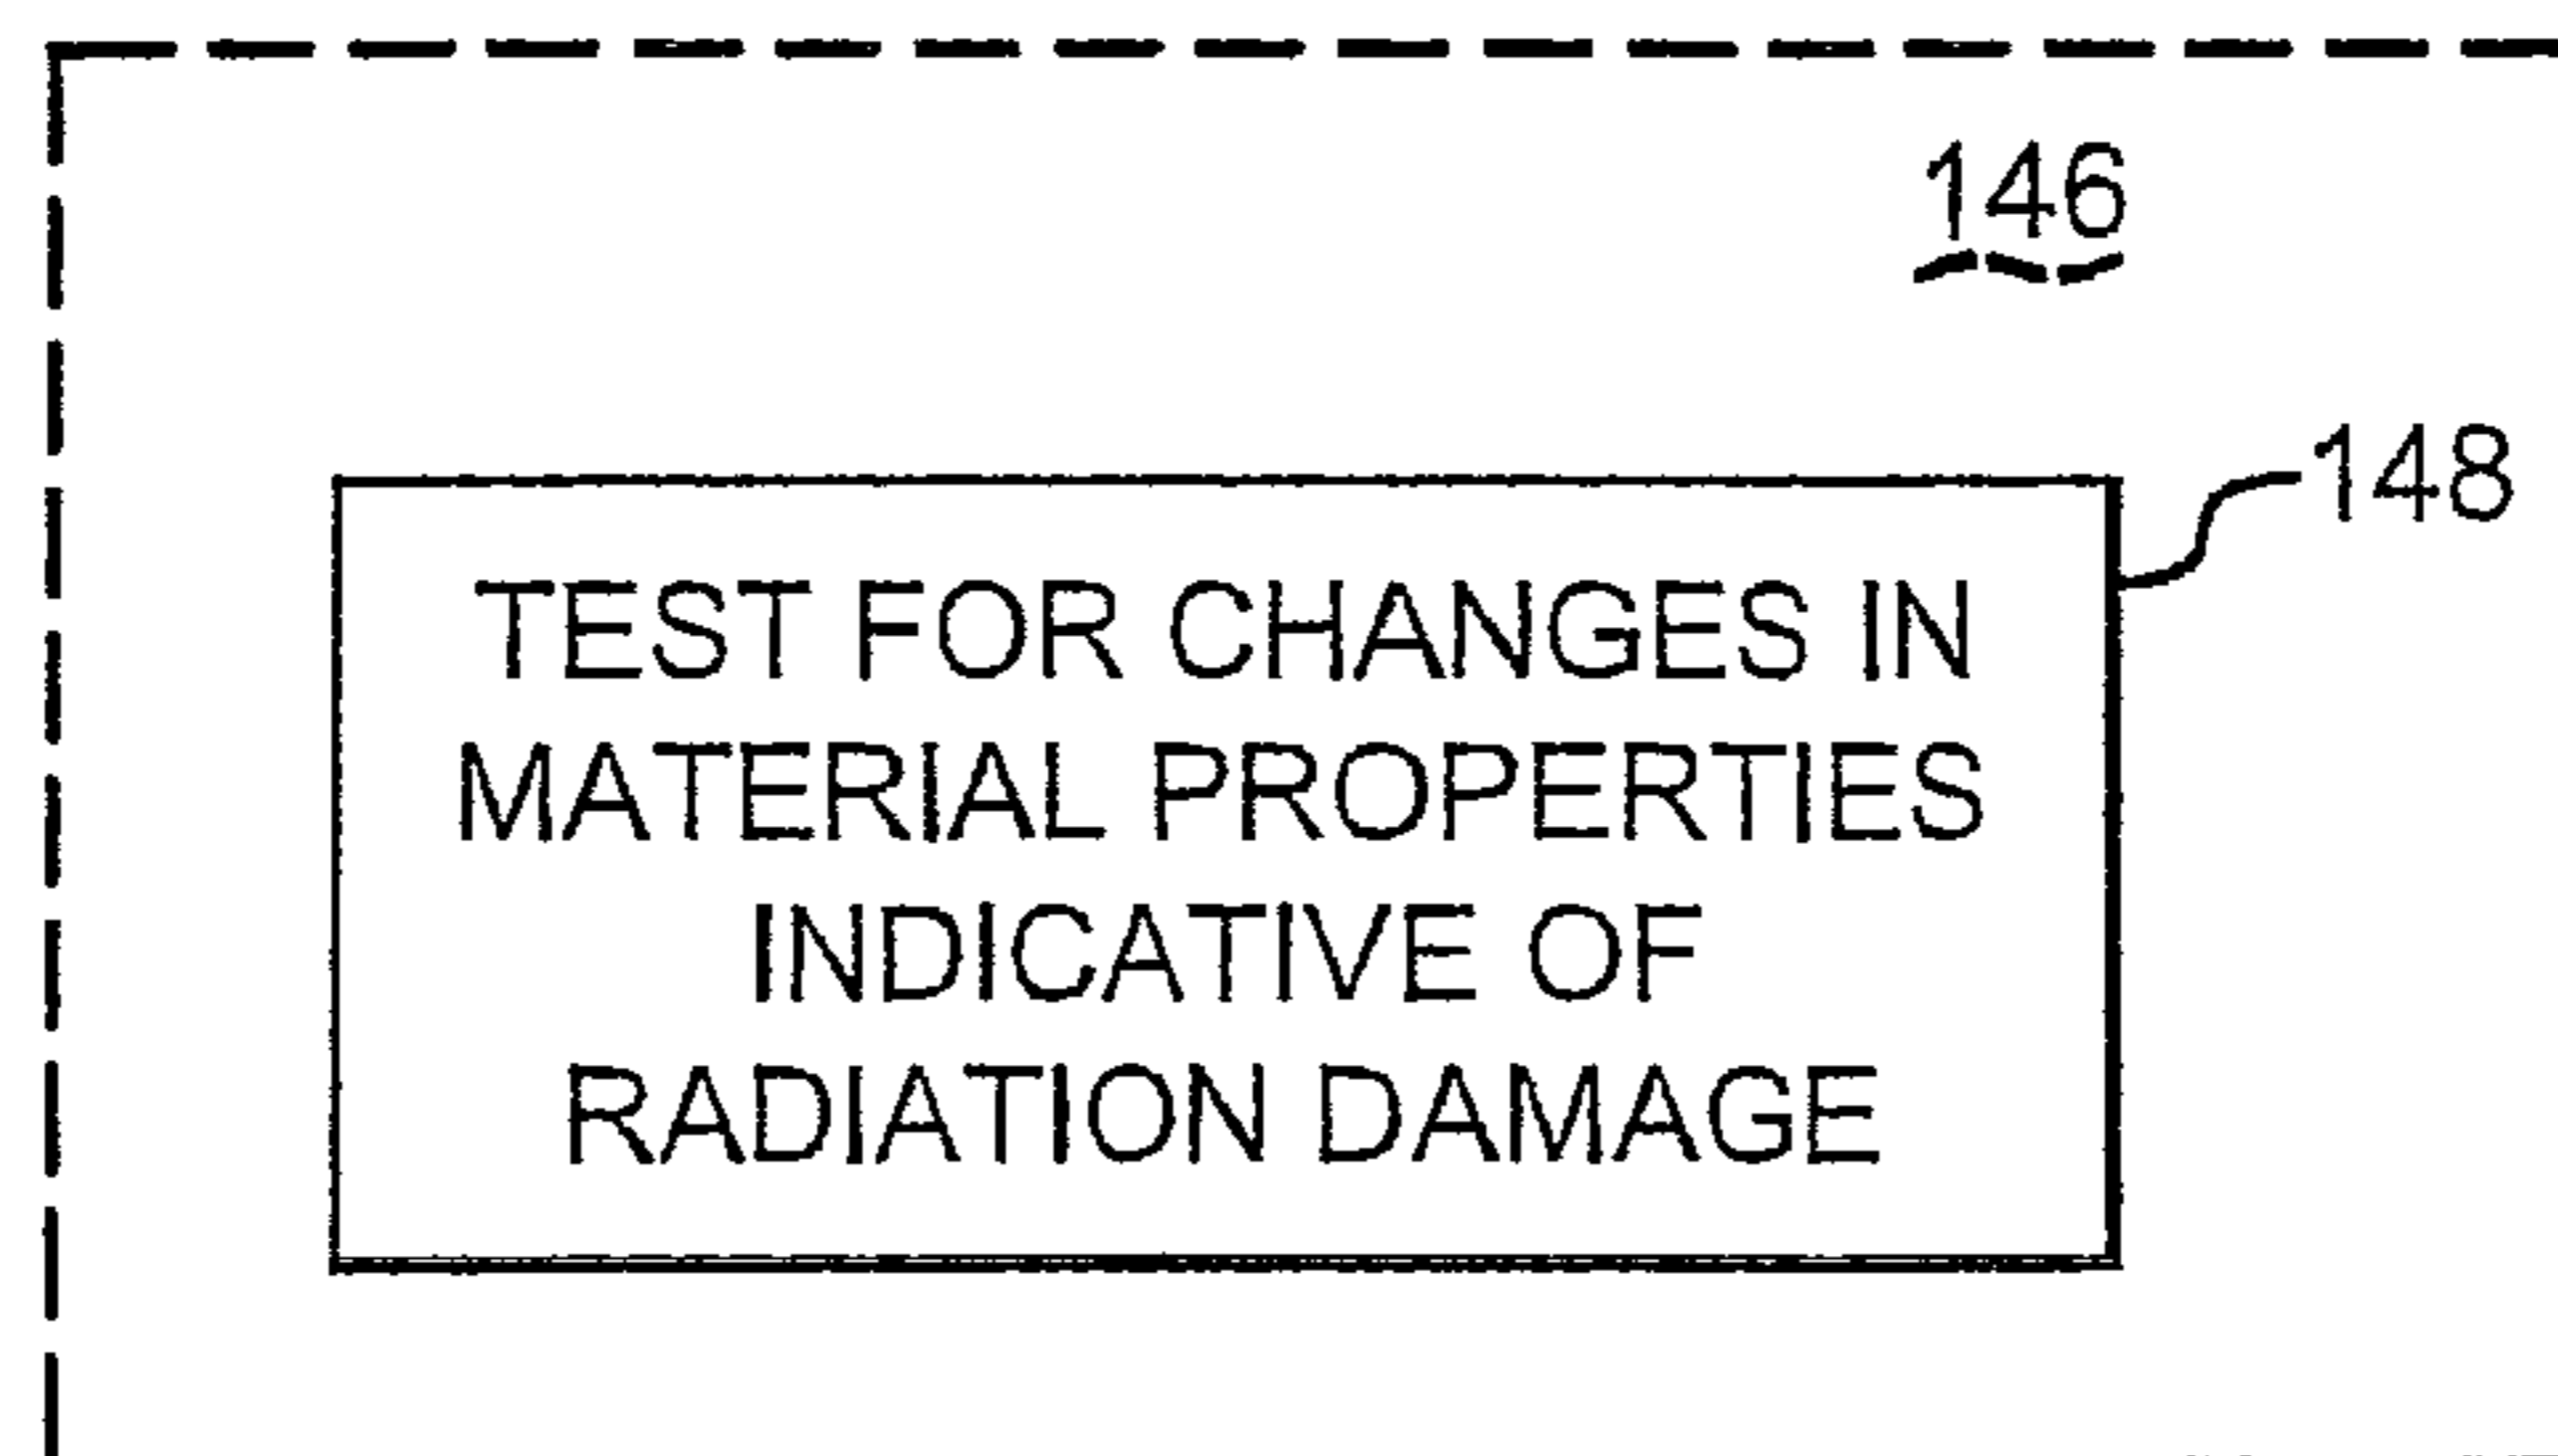 146
148
TEST FOR CHANGES IN
MATERIAL PROPERTIES
INDICATIVE OF
RADIATION DAMAGE